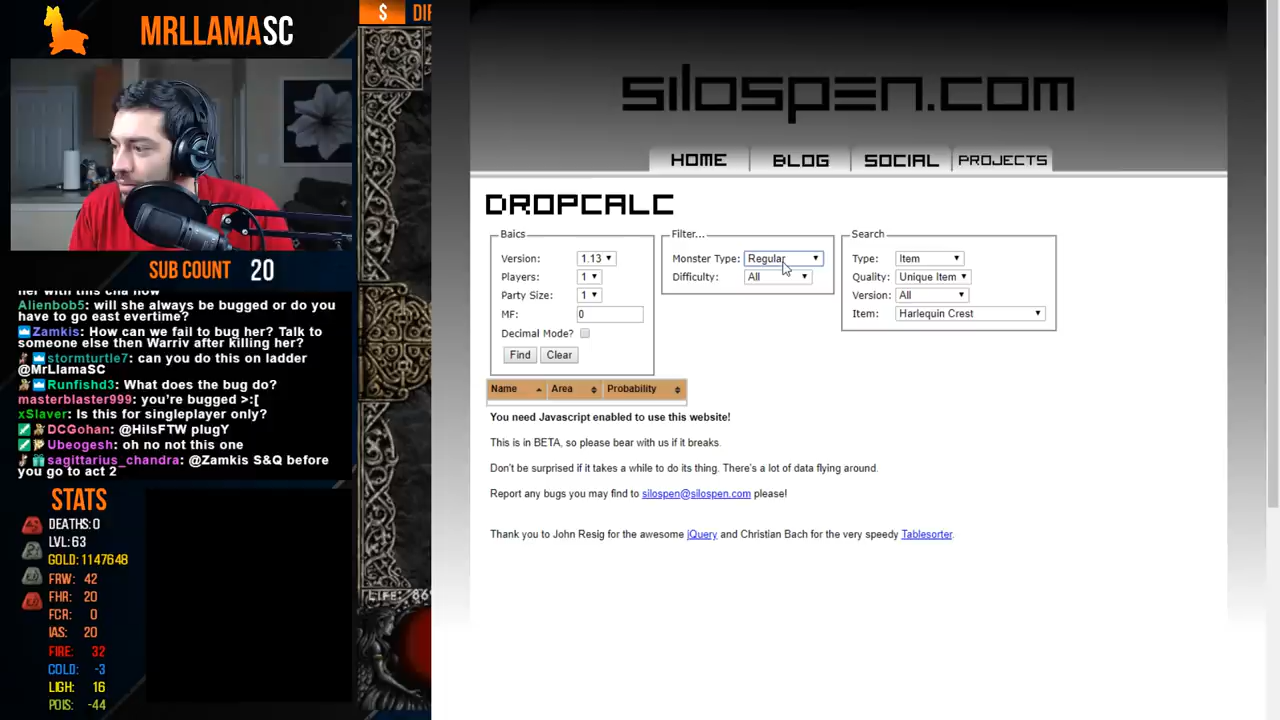 MRLLAMASC
$ DIF
SUB COUNT 20
her with this cha now
Alienbob5: will she always be bugged or do you
have to go east evertime?
Zamkis: How can we fail to bug her? Talk to
someone else then Warriv after killing her?
stormturtle7: can you do this on ladder
@MrLlamaSC
Runfishd3: What does the bug do?
masterblaster999: you're bugged >:[
xSlaver: Is this for singleplayer only?
DCGohan: @HilsFTW plugY
Ubeogesh: oh no not this one
sagittarius_chandra: @Zamkis S&Q before
you go to act 2
STATS
DEATHS: 0
LVL: 63
GOLD: 1147648
FRW: 42
FHR: 20
FCR: 0
IAS: 20
FIRE: 32
COLD: -3
LIGH: 16
POIS: -44
LIFE: 869
silospen.com
HOME BLOG SOCIAL PROJECTS
DROPCALC
Baics
Version: 1.13
Players: 1
Party Size: 1
MF: 0
Decimal Mode?
Find Clear
Filter...
Monster Type: Regular
Difficulty: All
Search
Type: Item
Quality: Unique Item
Version: All
Item: Harlequin Crest
Name Area Probability
You need Javascript enabled to use this website!
This is in BETA, so please bear with us if it breaks.
Don't be surprised if it takes a while to do its thing. There's a lot of data flying around.
Report any bugs you may find to silospen@silospen.com please!
Thank you to John Resig for the awesome jQuery and Christian Bach for the very speedy Tablesorter.